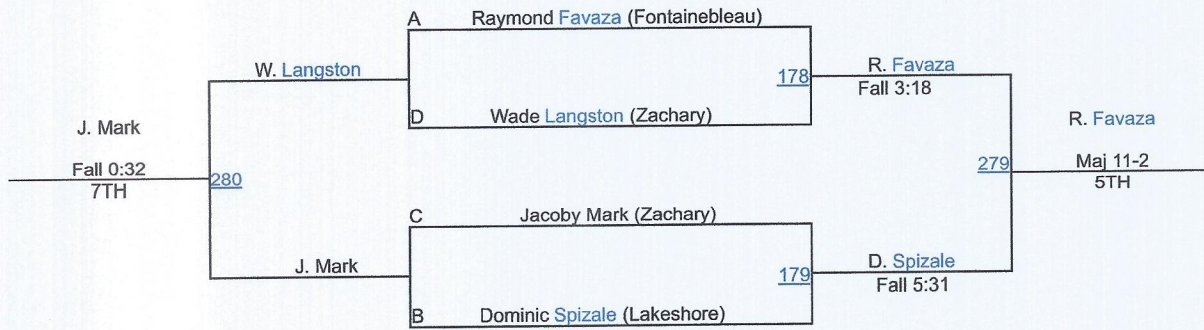 A Raymond Favaza (Fontainebleau)
W. Langston
178
R. Favaza
Fall 3:18
D Wade Langston (Zachary)
J. Mark
R. Favaza
Fall 0:32
7TH
280
279
Maj 11-2
5TH
C Jacoby Mark (Zachary)
J. Mark
179
D. Spizale
Fall 5:31
B Dominic Spizale (Lakeshore)